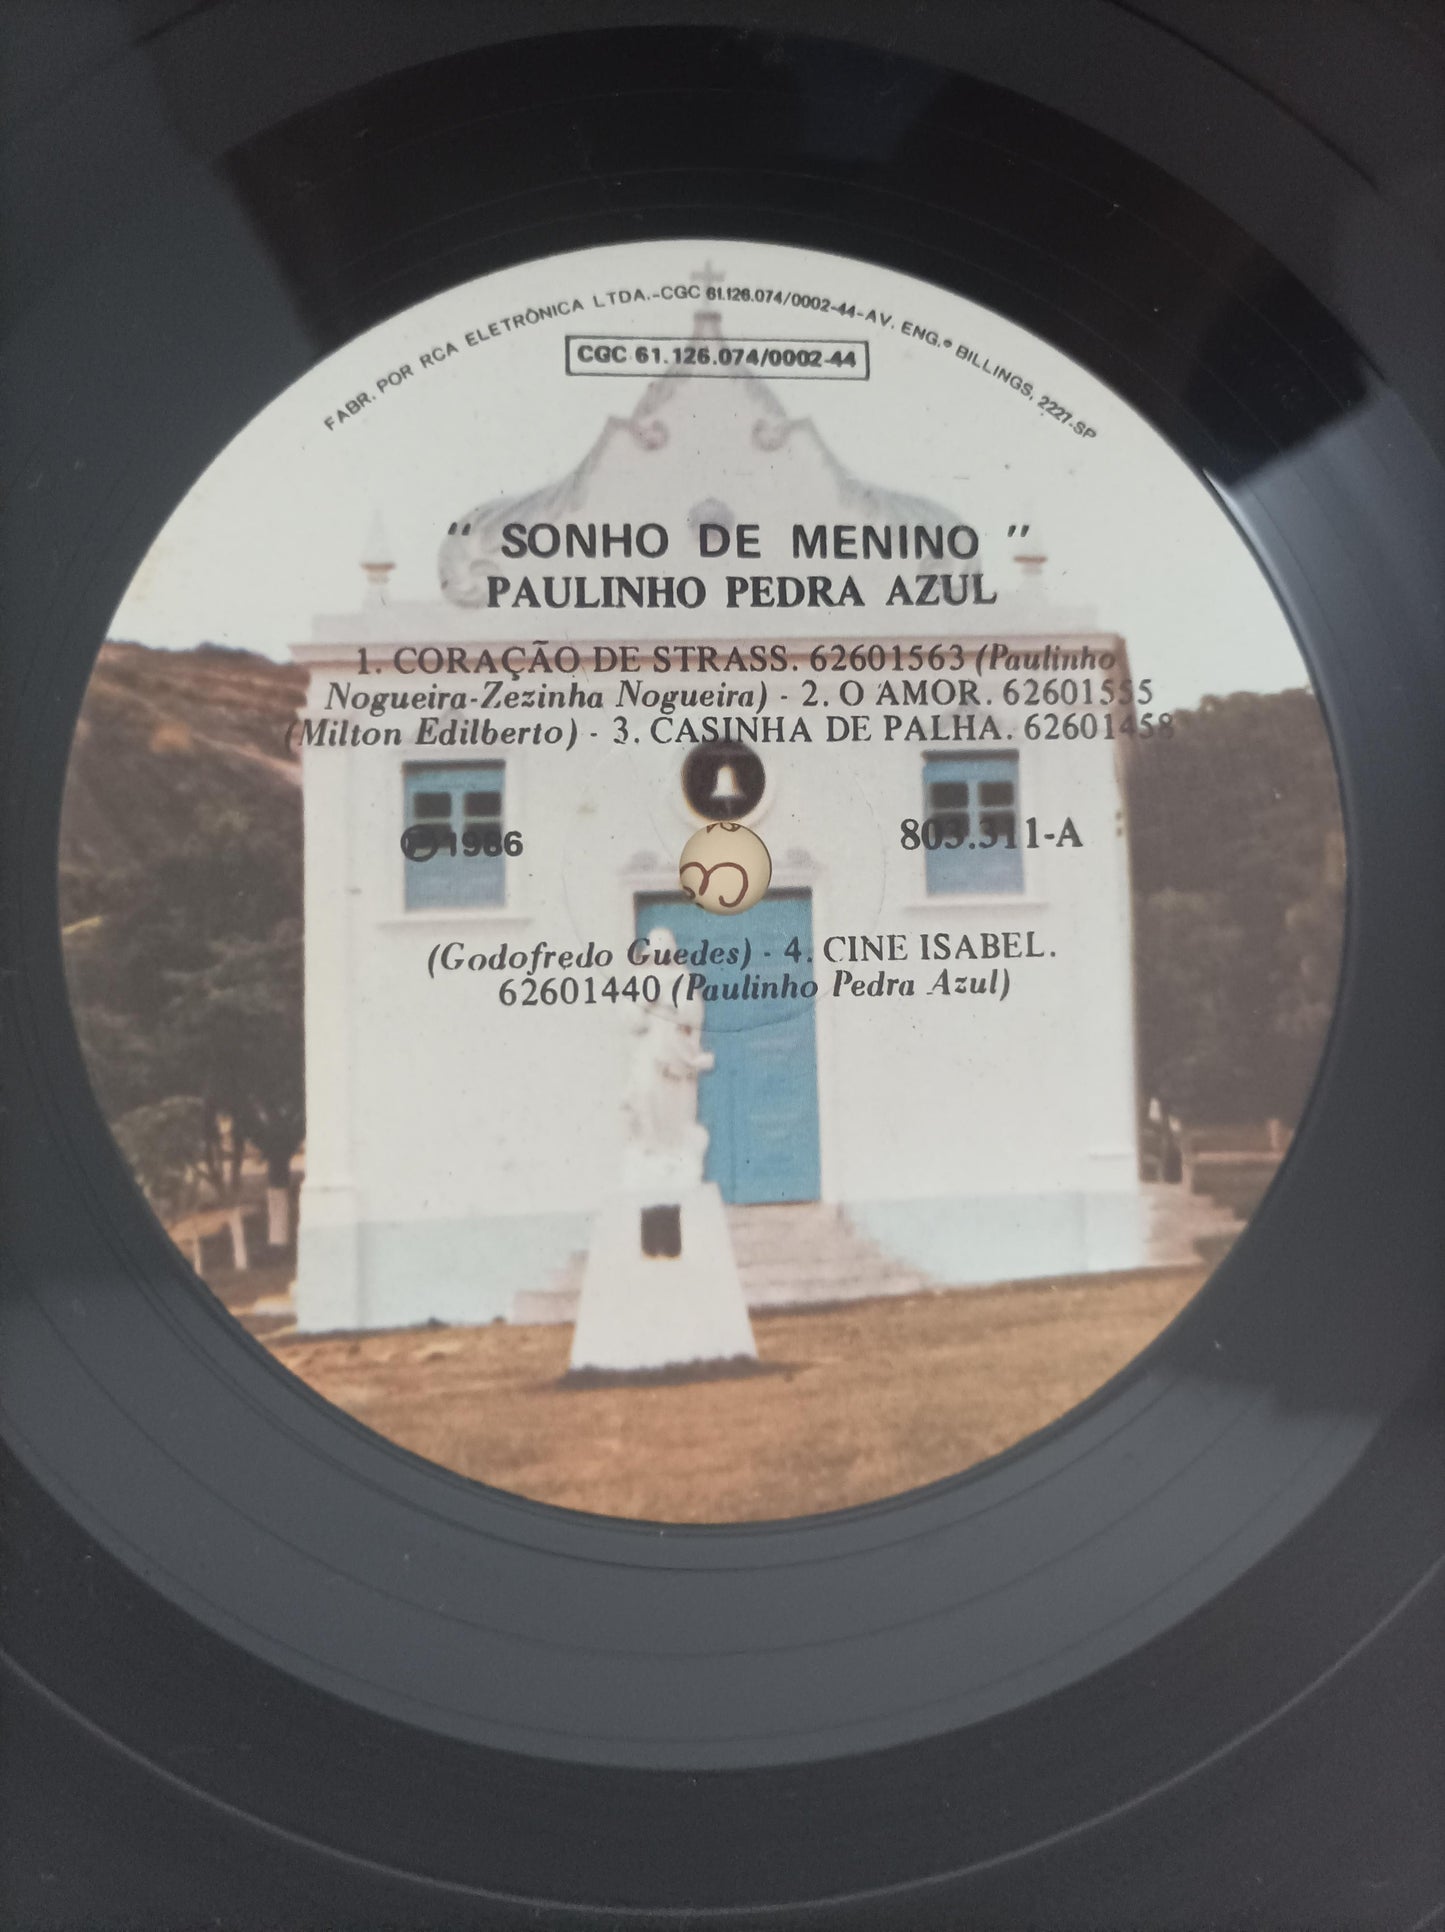 FABR. POR RCA ELETRÔNICA LTDA.-CGC 61.126.074/0002-44-AV. ENG.º BILLINGS, 2227-SP
CGC 61.126.074/0002-44
“ SONHO DE MENINO ”
PAULINHO PEDRA AZUL
1. CORAÇÃO DE STRASS. 62601563 (Paulinho
Nogueira-Zezinha Nogueira) - 2. O AMOR. 62601555
(Milton Edilberto) - 3. CASINHA DE PALHA. 62601458
℗ 1986
803.311-A
(Godofredo Guedes) - 4. CINE ISABEL.
62601440 (Paulinho Pedra Azul)